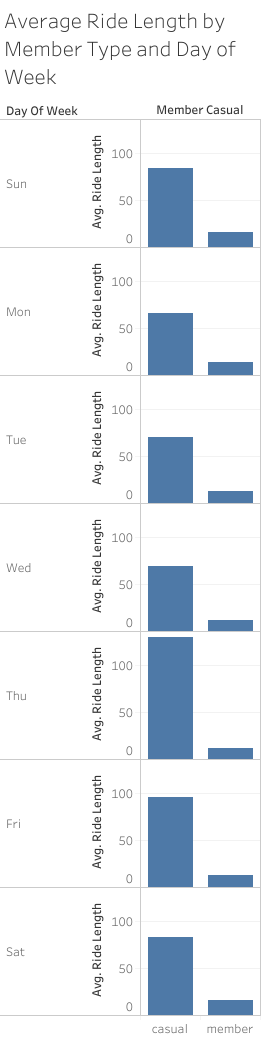 Average Ride Length by
Member Type and Day of
Week
Day Of Week
Member Casual
Sun
Avg. Ride Length
100
50
0
Mon
Avg. Ride Length
100
50
0
Tue
Avg. Ride Length
100
50
0
Wed
Avg. Ride Length
100
50
0
Thu
Avg. Ride Length
100
50
0
Fri
Avg. Ride Length
100
50
0
Sat
Avg. Ride Length
100
50
0
casual
member